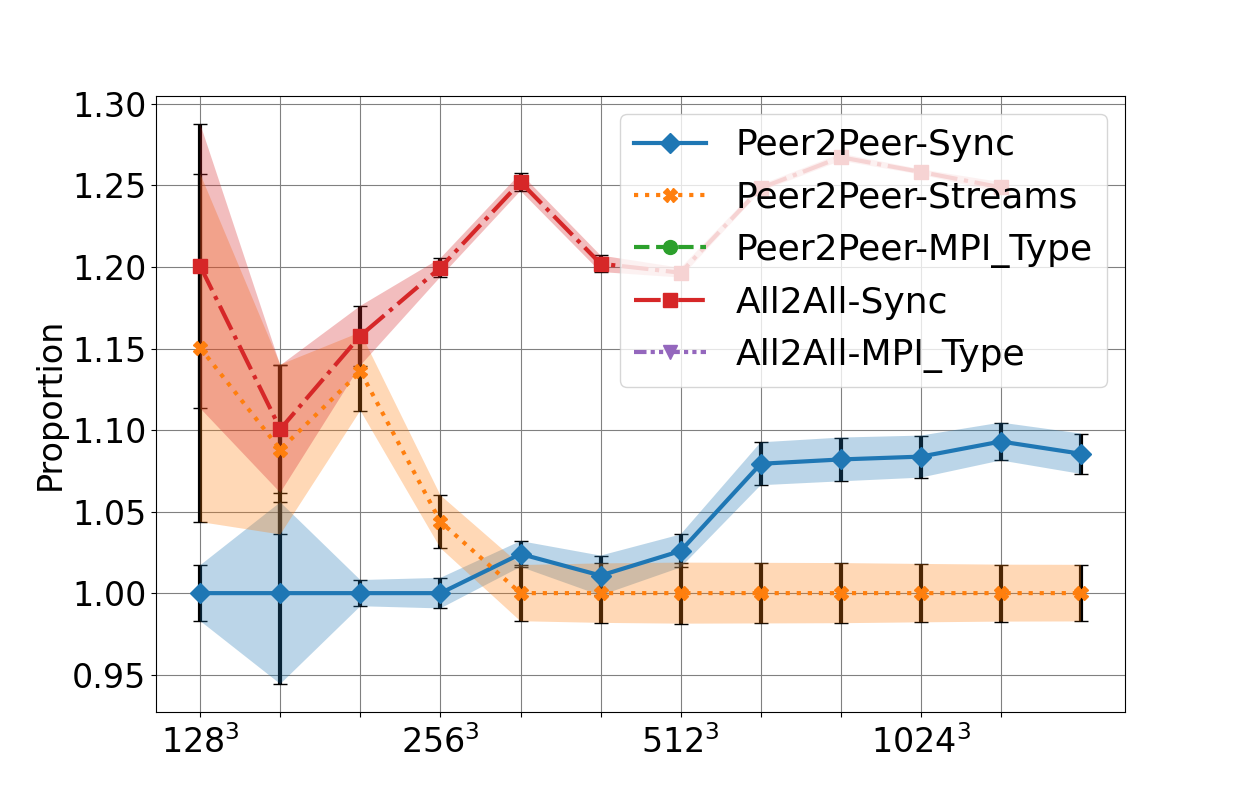 1.30
1.25
1.20
1.15
1.10
1.05
1.00
0.95
Proportion
Peer2Peer-Sync
Peer2Peer-Streams
Peer2Peer-MPI_Type
All2All-Sync
All2All-MPI_Type
128³
256³
512³
1024³